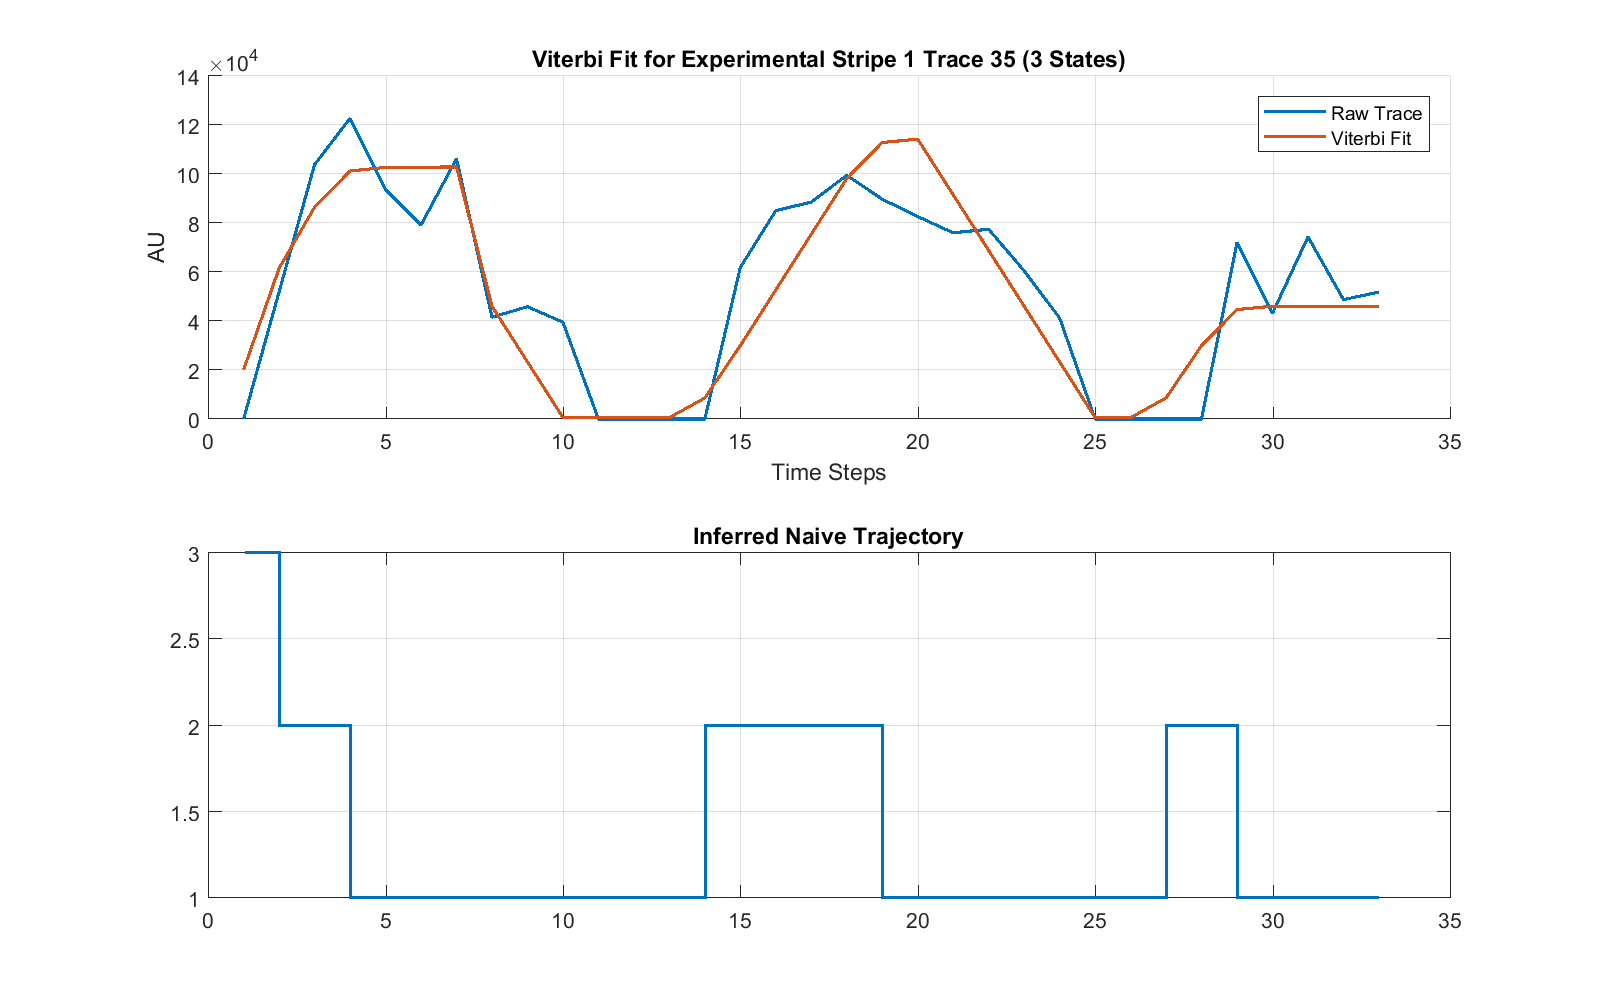 Viterbi Fit for Experimental Stripe 1 Trace 35 (3 States)
×10^4
14
12
10
8
6
4
2
0
AU
Raw Trace
Viterbi Fit
0 5 10 15 20 25 30 35
Time Steps
Inferred Naive Trajectory
3
2.5
2
1.5
1
0 5 10 15 20 25 30 35